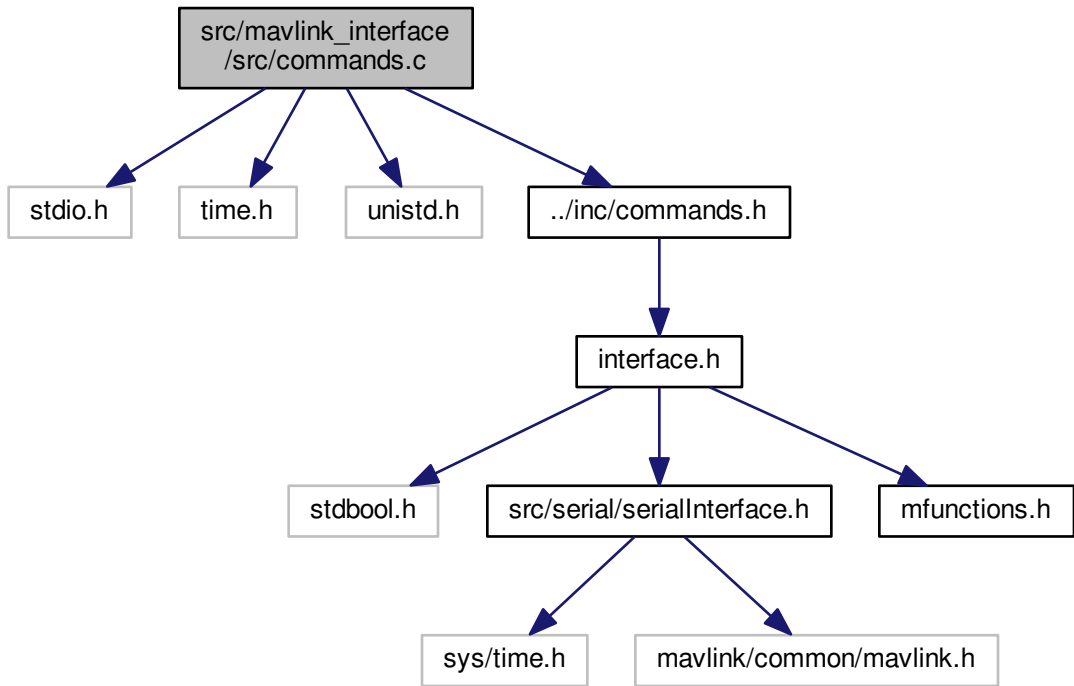 src/mavlink_interface
/src/commands.c
stdio.h
time.h
unistd.h
../inc/commands.h
interface.h
stdbool.h
src/serial/serialInterface.h
mfunctions.h
sys/time.h
mavlink/common/mavlink.h